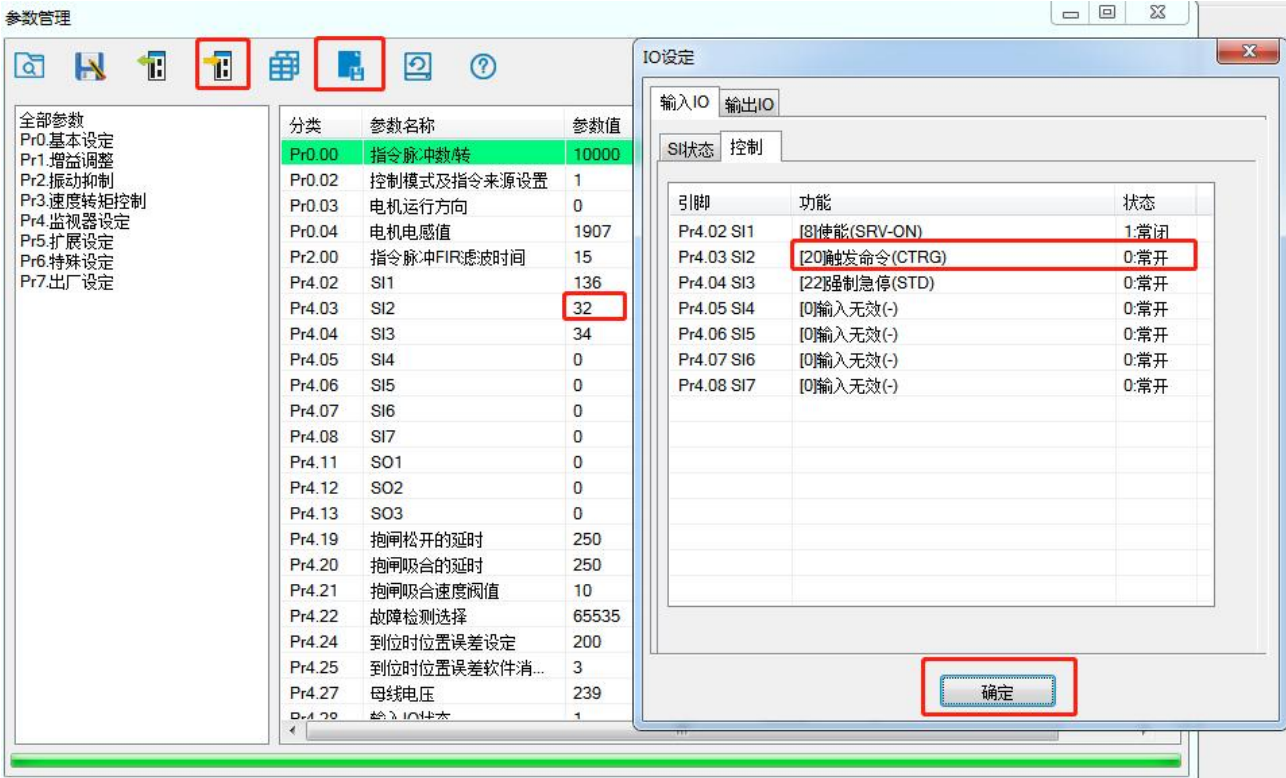 参数管理
全部参数
Pr0.基本设定
Pr1.增益调整
Pr2.振动抑制
Pr3.速度转矩控制
Pr4.监视器设定
Pr5.扩展设定
Pr6.特殊设定
Pr7.出厂设定
分类 参数名称 参数值
Pr0.00 指令脉冲数/转 10000
Pr0.02 控制模式及指令来源设置 1
Pr0.03 电机运行方向 0
Pr0.04 电机电感值 1907
Pr2.00 指令脉冲FIR滤波时间 15
Pr4.02 SI1 136
Pr4.03 SI2 32
Pr4.04 SI3 34
Pr4.05 SI4 0
Pr4.06 SI5 0
Pr4.07 SI6 0
Pr4.08 SI7 0
Pr4.11 SO1 0
Pr4.12 SO2 0
Pr4.13 SO3 0
Pr4.19 抱闸松开的延时 250
Pr4.20 抱闸吸合的延时 250
Pr4.21 抱闸吸合速度阀值 10
Pr4.22 故障检测选择 65535
Pr4.24 到位时位置误差设定 200
Pr4.25 到位时位置误差软件消... 3
Pr4.27 母线电压 239
Pr4.28 输入IO状态 1
IO设定
输入IO 输出IO
SI状态 控制
引脚 功能 状态
Pr4.02 SI1 [8]使能(SRV-ON) 1:常闭
Pr4.03 SI2 [20]触发命令(CTRG) 0:常开
Pr4.04 SI3 [22]强制急停(STD) 0:常开
Pr4.05 SI4 [0]输入无效(-) 0:常开
Pr4.06 SI5 [0]输入无效(-) 0:常开
Pr4.07 SI6 [0]输入无效(-) 0:常开
Pr4.08 SI7 [0]输入无效(-) 0:常开
确定